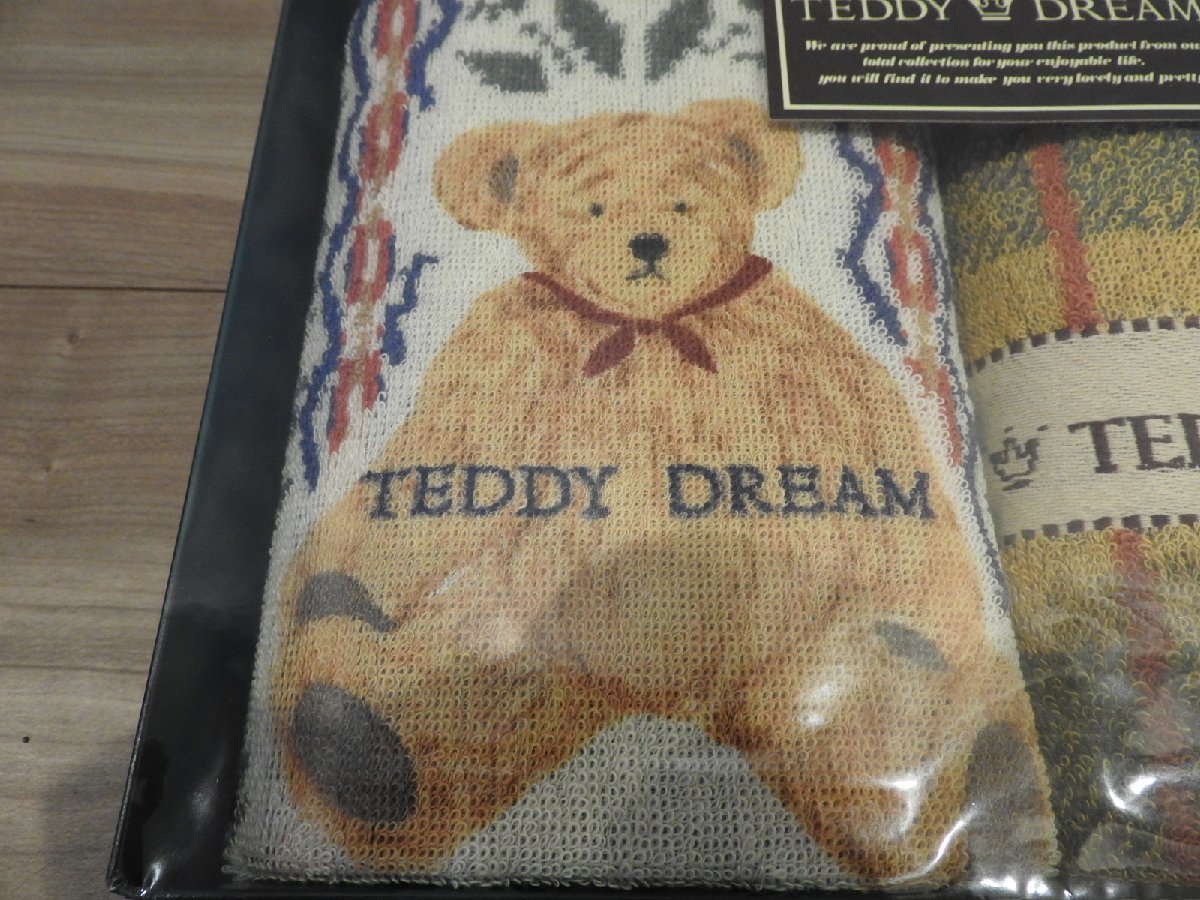 TEDDY DREAM
We are proud of presenting you this product from
total collection for your enjoyable life.
you will find it to make you very lovely and
TEDDY DREAM